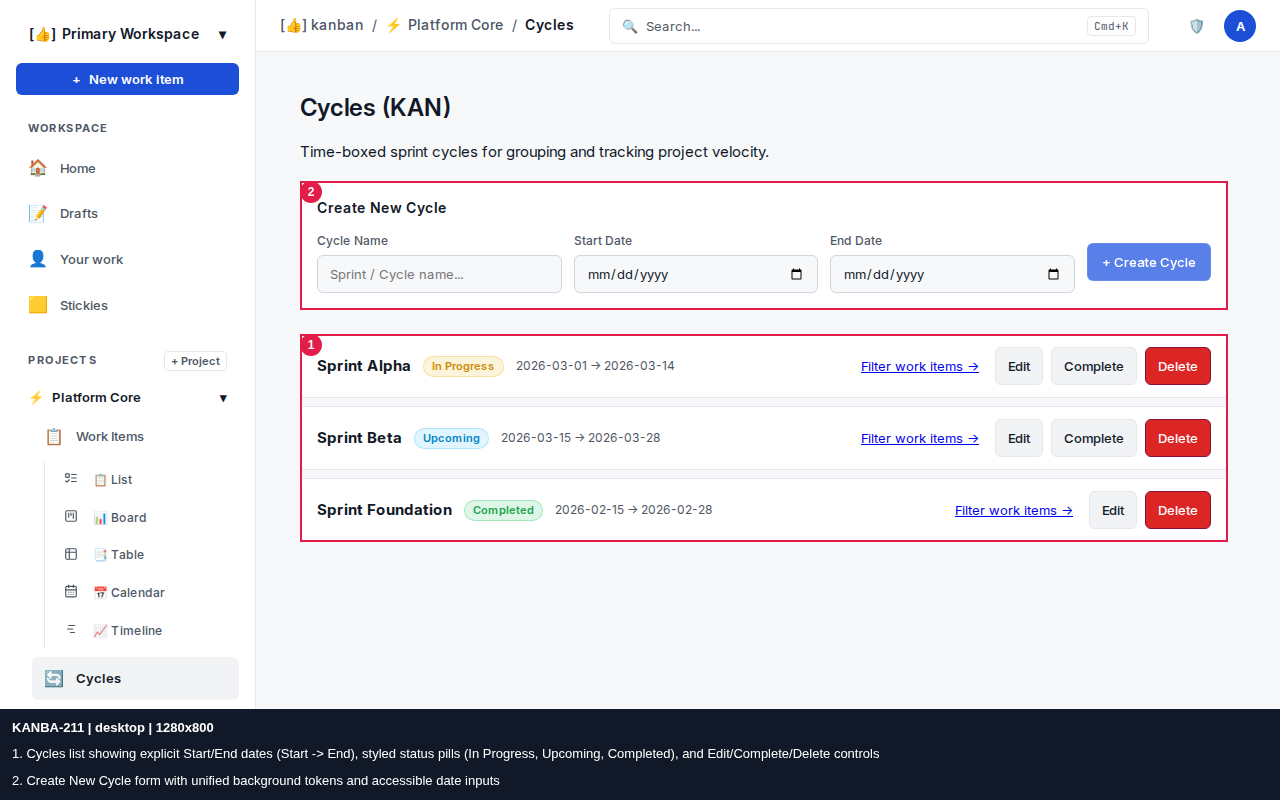 [👍] Primary Workspace ▼
+ New work item
WORKSPACE
🏠 Home
📝 Drafts
👤 Your work
🟨 Stickies
PROJECTS + Project
⚡ Platform Core ▼
📋 Work Items
📋 List
📊 Board
📑 Table
📅 Calendar
📈 Timeline
🔄 Cycles
[👍] kanban / ⚡ Platform Core / Cycles
🔍 Search... Cmd+K
A
Cycles (KAN)
Time-boxed sprint cycles for grouping and tracking project velocity.
2
Create New Cycle
Cycle Name Start Date End Date
Sprint / Cycle name... mm/dd/yyyy mm/dd/yyyy + Create Cycle
1
Sprint Alpha In Progress 2026-03-01 → 2026-03-14 Filter work items → Edit Complete Delete
Sprint Beta Upcoming 2026-03-15 → 2026-03-28 Filter work items → Edit Complete Delete
Sprint Foundation Completed 2026-02-15 → 2026-02-28 Filter work items → Edit Delete
KANBA-211 | desktop | 1280x800
1. Cycles list showing explicit Start/End dates (Start -> End), styled status pills (In Progress, Upcoming, Completed), and Edit/Complete/Delete controls
2. Create New Cycle form with unified background tokens and accessible date inputs